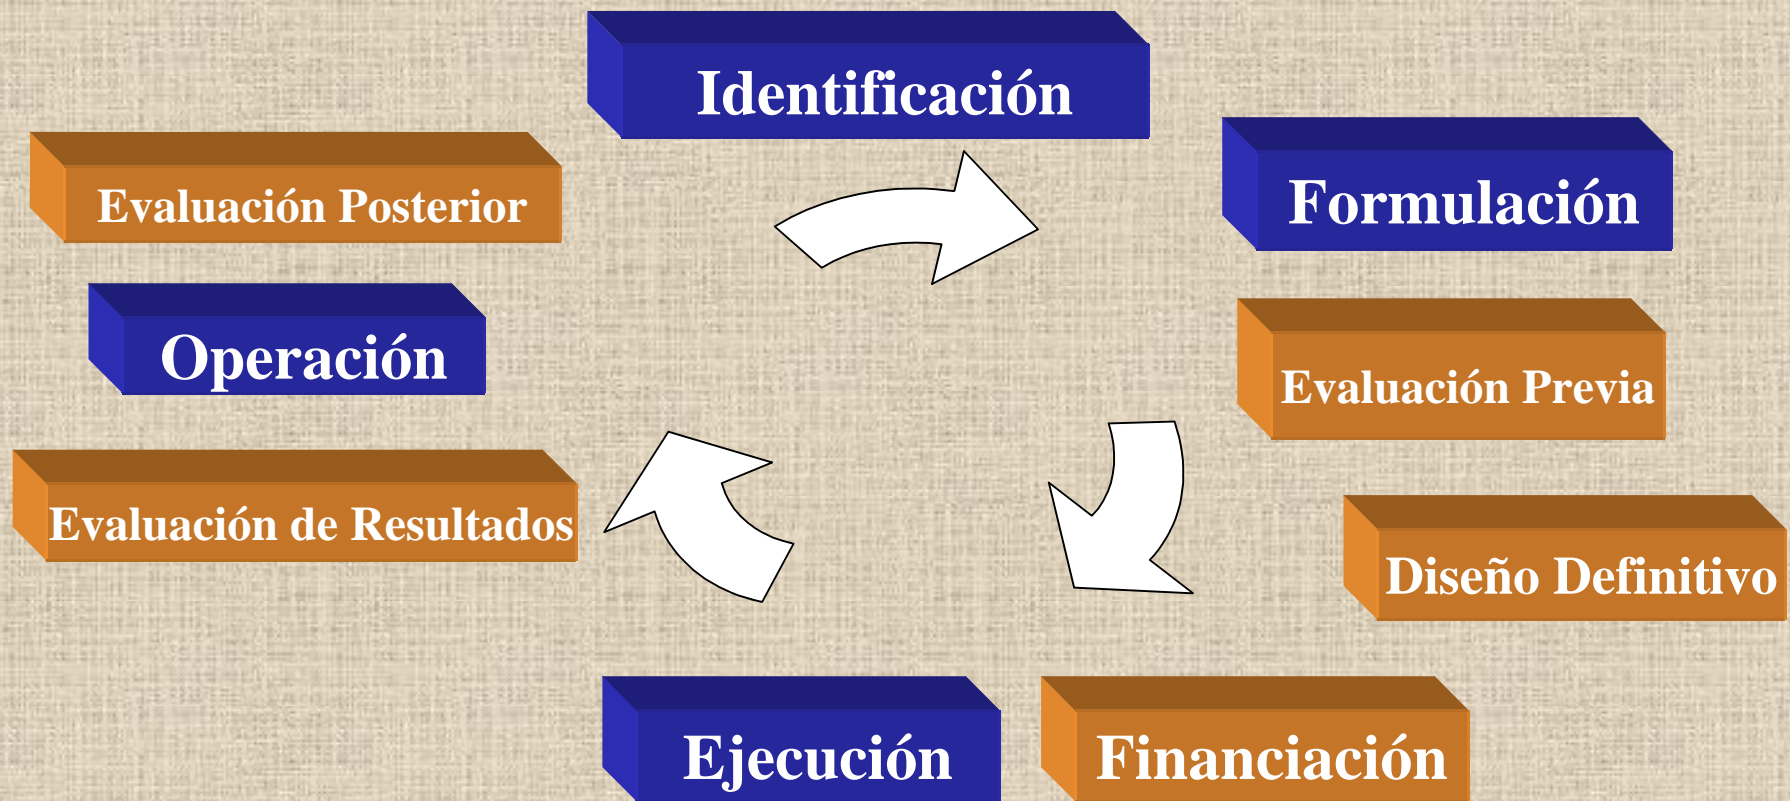 Identificación
Formulación
Evaluación Previa
Diseño Definitivo
Financiación
Ejecución
Evaluación de Resultados
Operación
Evaluación Posterior